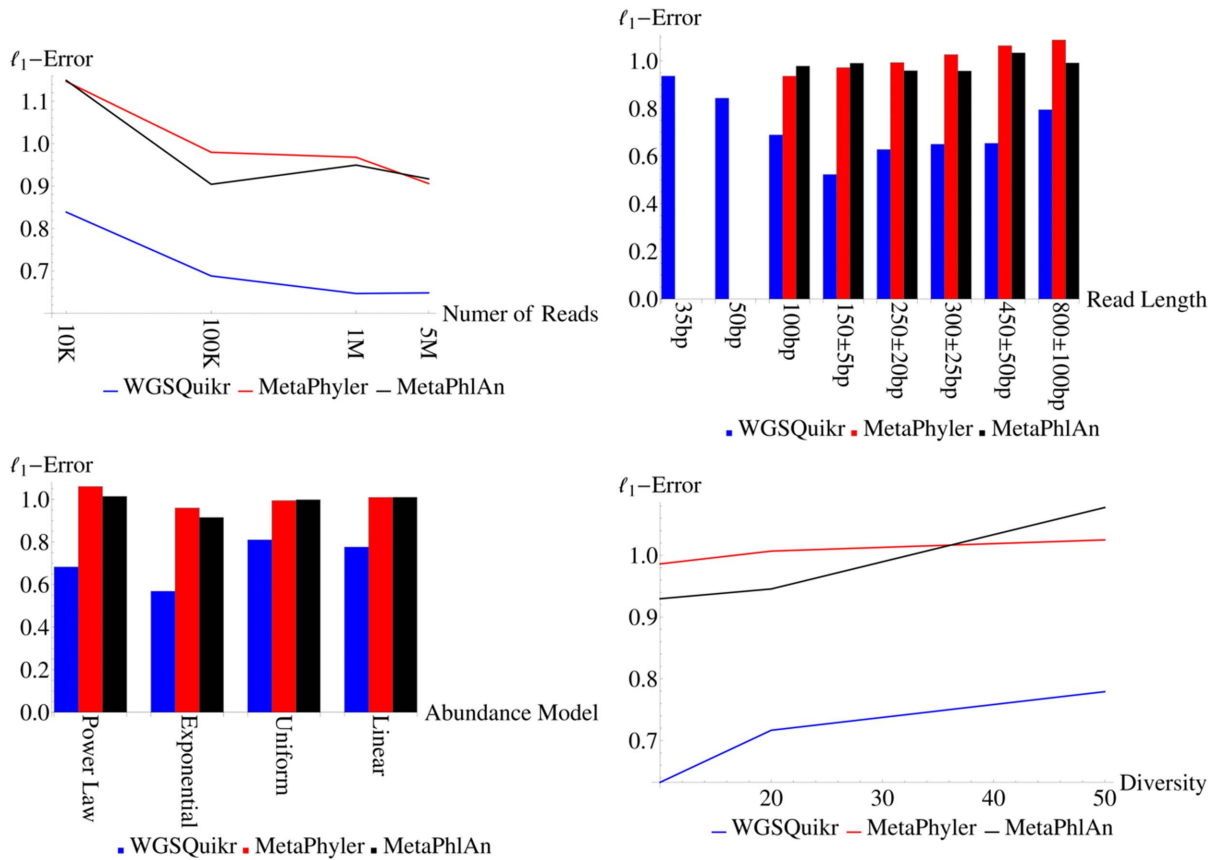 ℓ₁−Error
1.1
1.0
0.9
0.8
0.7
Numer of Reads
10K
100K
1M
5M
WGSQuikr MetaPhyler MetaPhlAn
ℓ₁−Error
1.0
0.8
0.6
0.4
0.2
0.0
Read Length
35bp
50bp
100bp
150±5bp
250±20bp
300±25bp
450±50bp
800±100bp
WGSQuikr MetaPhyler MetaPhlAn
ℓ₁−Error
1.0
0.8
0.6
0.4
0.2
0.0
Abundance Model
Power Law
Exponential
Uniform
Linear
WGSQuikr MetaPhyler MetaPhlAn
ℓ₁−Error
1.0
0.9
0.8
0.7
20 30 40 50
Diversity
WGSQuikr MetaPhyler MetaPhlAn